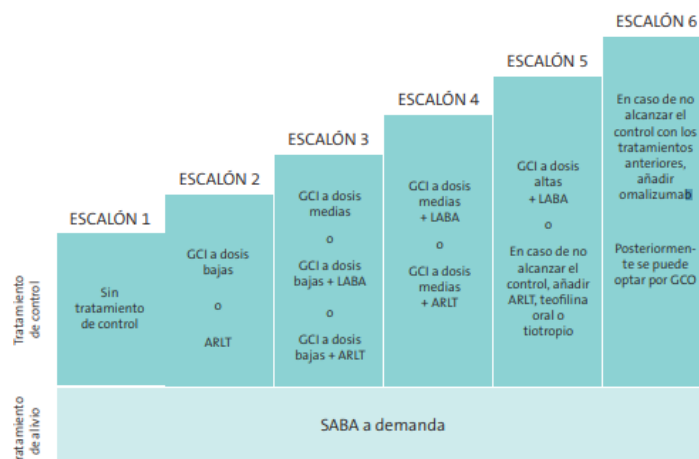 ESCALÓN 1
Sin
tratamiento
de control
ESCALÓN 2
GCI a dosis
bajas
o
ARLT
ESCALÓN 3
GCI a dosis
medias
o
GCI a dosis
bajas + LABA
o
GCI a dosis
bajas + ARLT
ESCALÓN 4
GCI a dosis
medias
+ LABA
o
GCI a dosis
medias
+ ARLT
ESCALÓN 5
GCI a dosis
altas
+ LABA
o
En caso de no
alcanzar el
control, añadir
ARLT, teofilina
oral o
tiotropio
ESCALÓN 6
En caso de no
alcanzar el
control con los
tratamientos
anteriores,
añadir
omalizumab
Posteriormen-
te se puede
optar por GCO
Tratamiento
de control
Tratamiento
de alivio
SABA a demanda